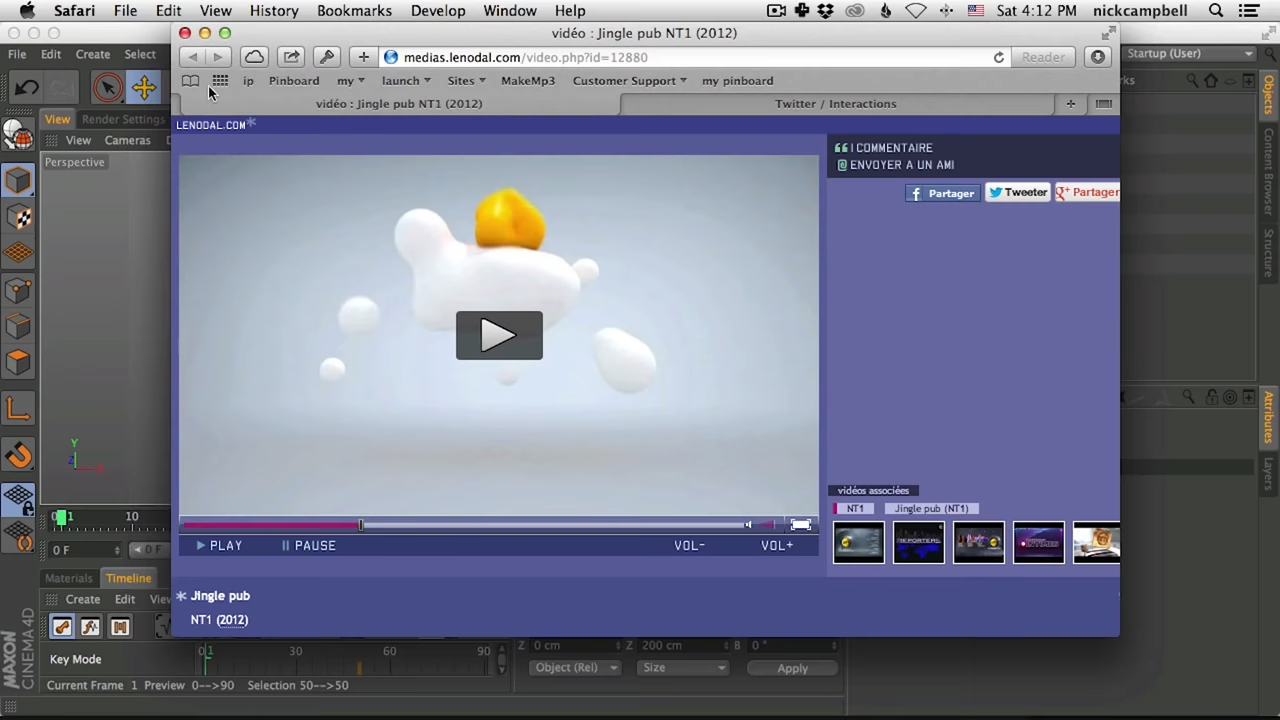 Safari File Edit View History Bookmarks Develop Window Help Sat 4:12 PM nickcampbell
vidéo : Jingle pub NT1 (2012)
File Edit Create Select
Startup (User)
medias.lenodal.com/video.php?id=12880 Reader
ip Pinboard my launch Sites MakeMp3 Customer Support my pinboard
vidéo : Jingle pub NT1 (2012) Twitter / Interactions
View Render Settings
LENODAL.COM*
View Cameras
Perspective
1 COMMENTAIRE
@ ENVOYER A UN AMI
Partager Tweeter g+ Partager
Objects
Content Browser
Structure
Attributes
Layers
Y
X
Z
vidéos associées
NT1 Jingle pub (NT1)
1 10
0 F 0 F
PLAY PAUSE VOL- VOL+
Materials Timeline
Create Edit
* Jingle pub
NT1 (2012)
Key Mode
1 30 60 90
Z 0 cm Z 200 cm B 0 °
Object (Rel) Size Apply
Current Frame 1 Preview 0-->90 Selection 50-->50
MAXON
CINEMA 4D